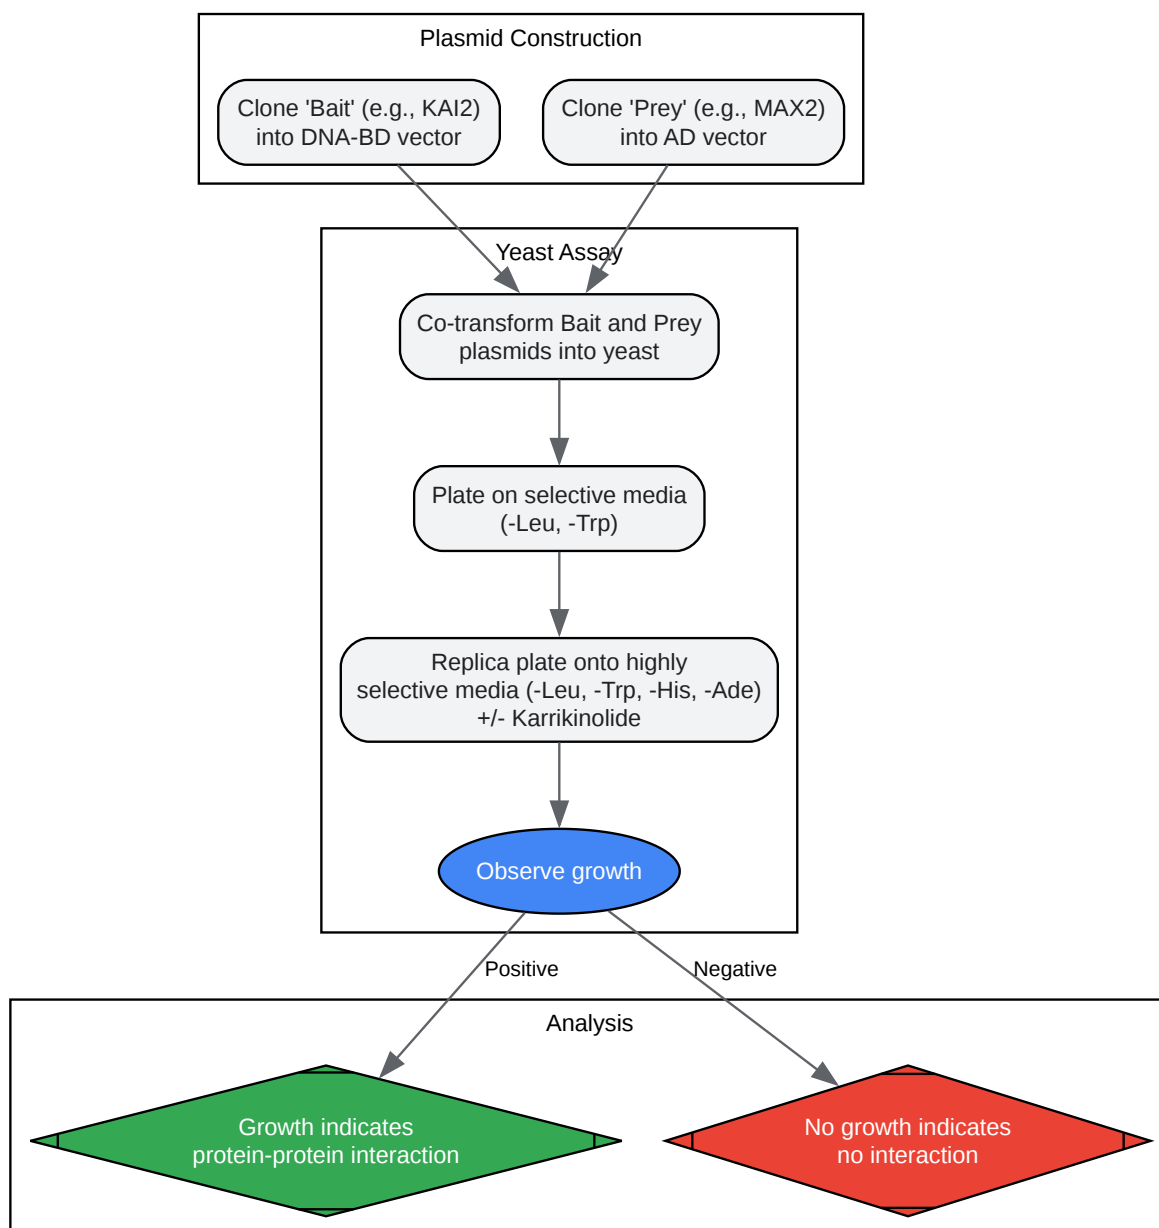 Plasmid Construction
Clone 'Bait' (e.g., KAI2)
into DNA-BD vector
Clone 'Prey' (e.g., MAX2)
into AD vector
Yeast Assay
Co-transform Bait and Prey
plasmids into yeast
Plate on selective media
(-Leu, -Trp)
Replica plate onto highly
selective media (-Leu, -Trp, -His, -Ade)
+/- Karrikinolide
Observe growth
Positive
Negative
Analysis
Growth indicates
protein-protein interaction
No growth indicates
no interaction